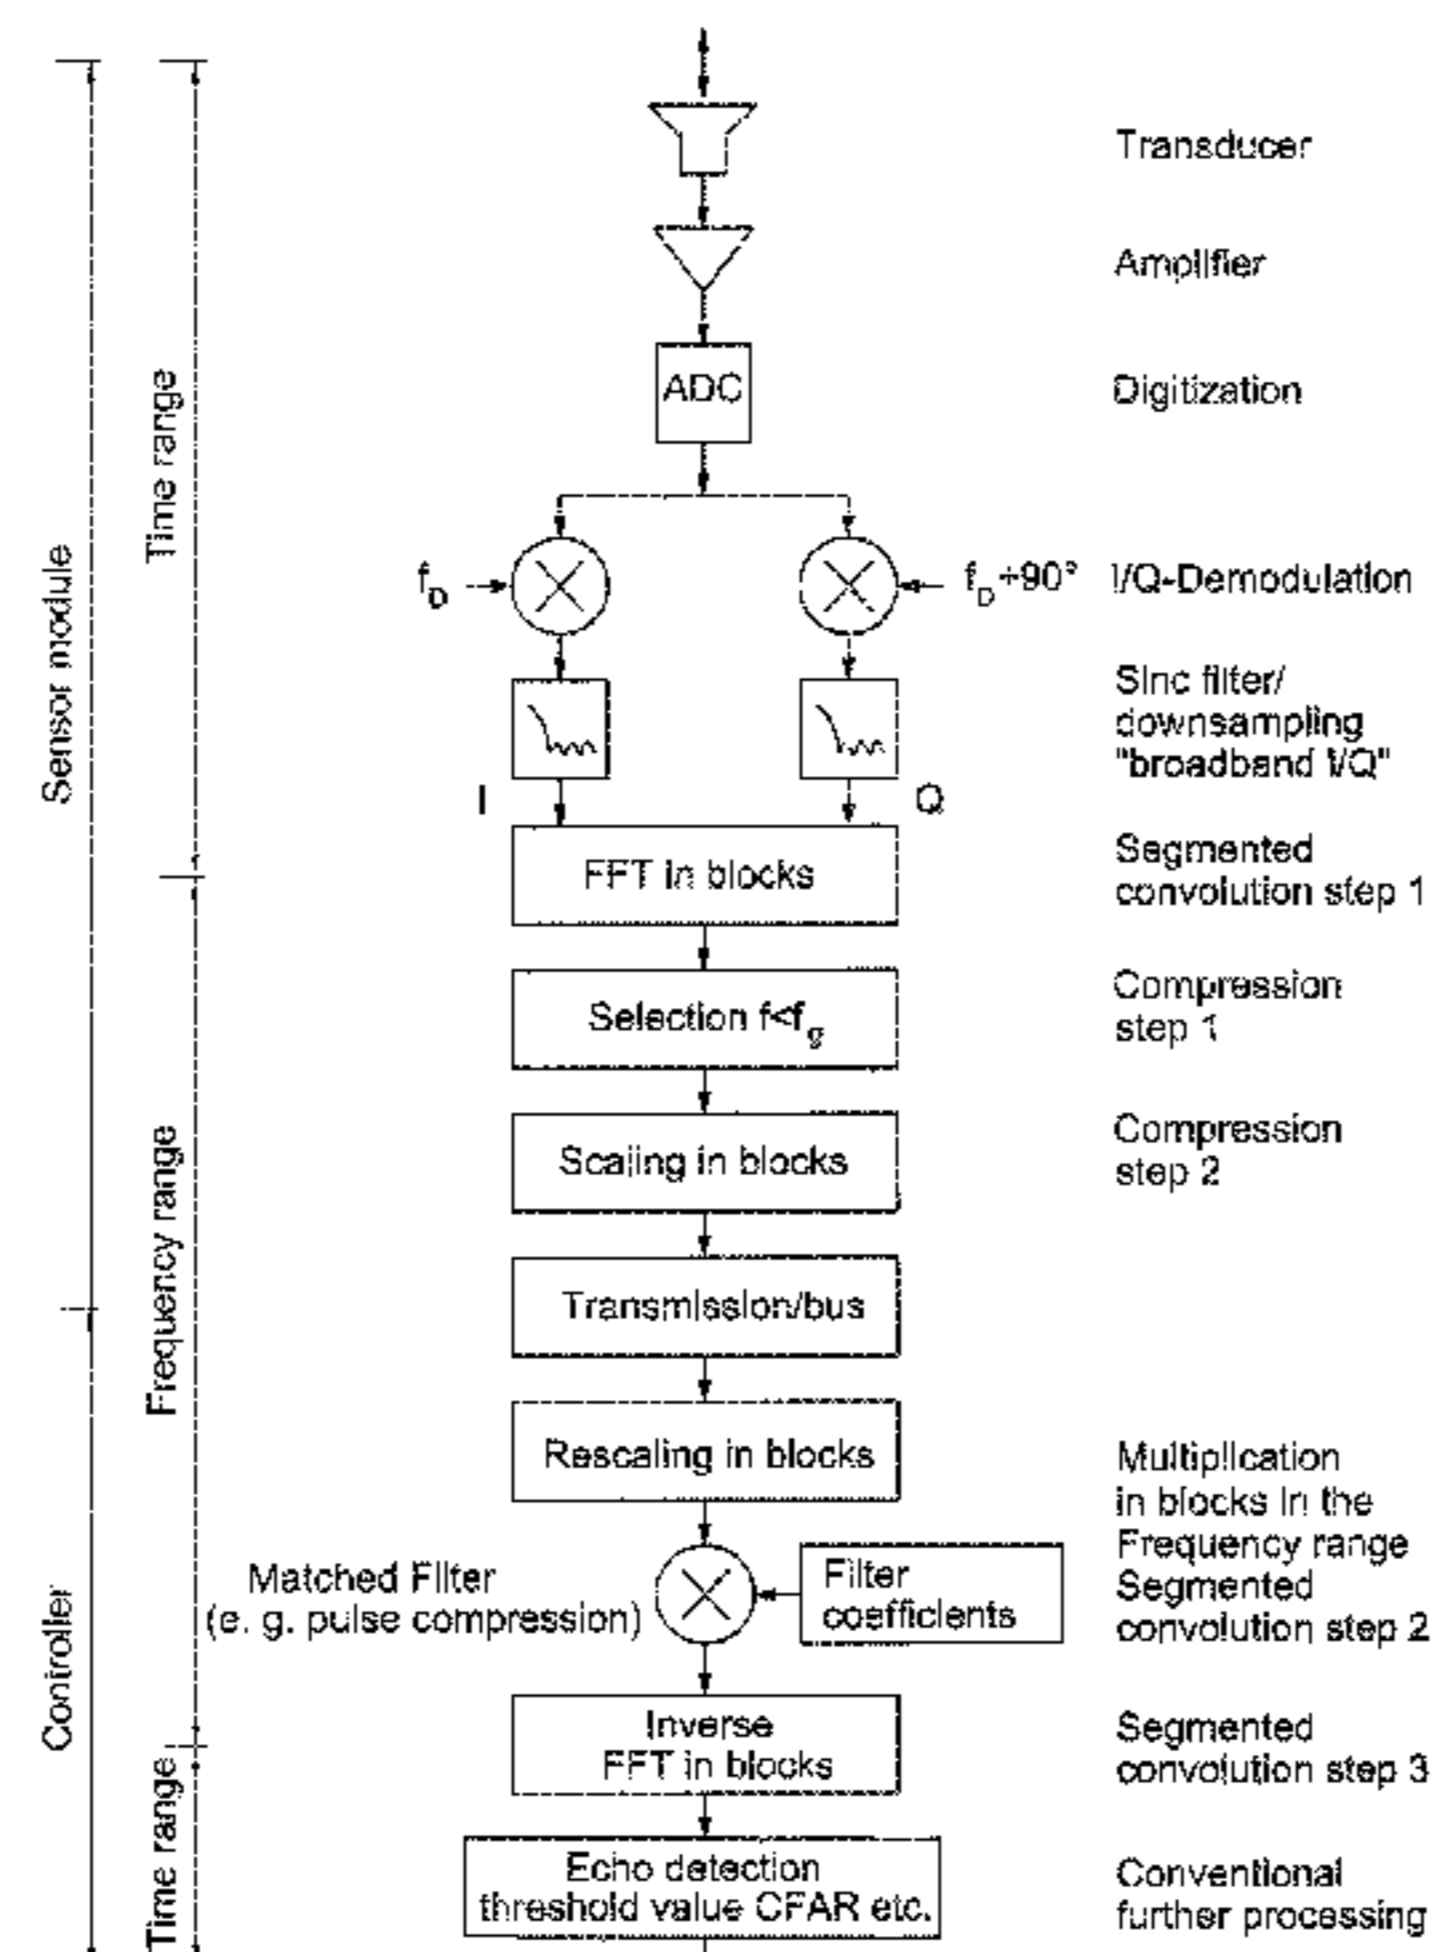 Transducer
Amplifier
ADC
Digitization
Time range
Sensor module
f_D
f_D+90°
I/Q-Demodulation
Sinc filter/
downsampling
"broadband I/Q"
I
Q
FFT in blocks
Segmented
convolution step 1
Selection f<f_g
Compression
step 1
Scaling in blocks
Compression
step 2
Frequency range
Transmission/bus
Rescaling in blocks
Multiplication
in blocks in the
Frequency range
Segmented
convolution step 2
Matched Filter
(e. g. pulse compression)
Filter
coefficients
Controller
Inverse
FFT in blocks
Segmented
convolution step 3
Time range
Echo detection
threshold value CFAR etc.
Conventional
further processing